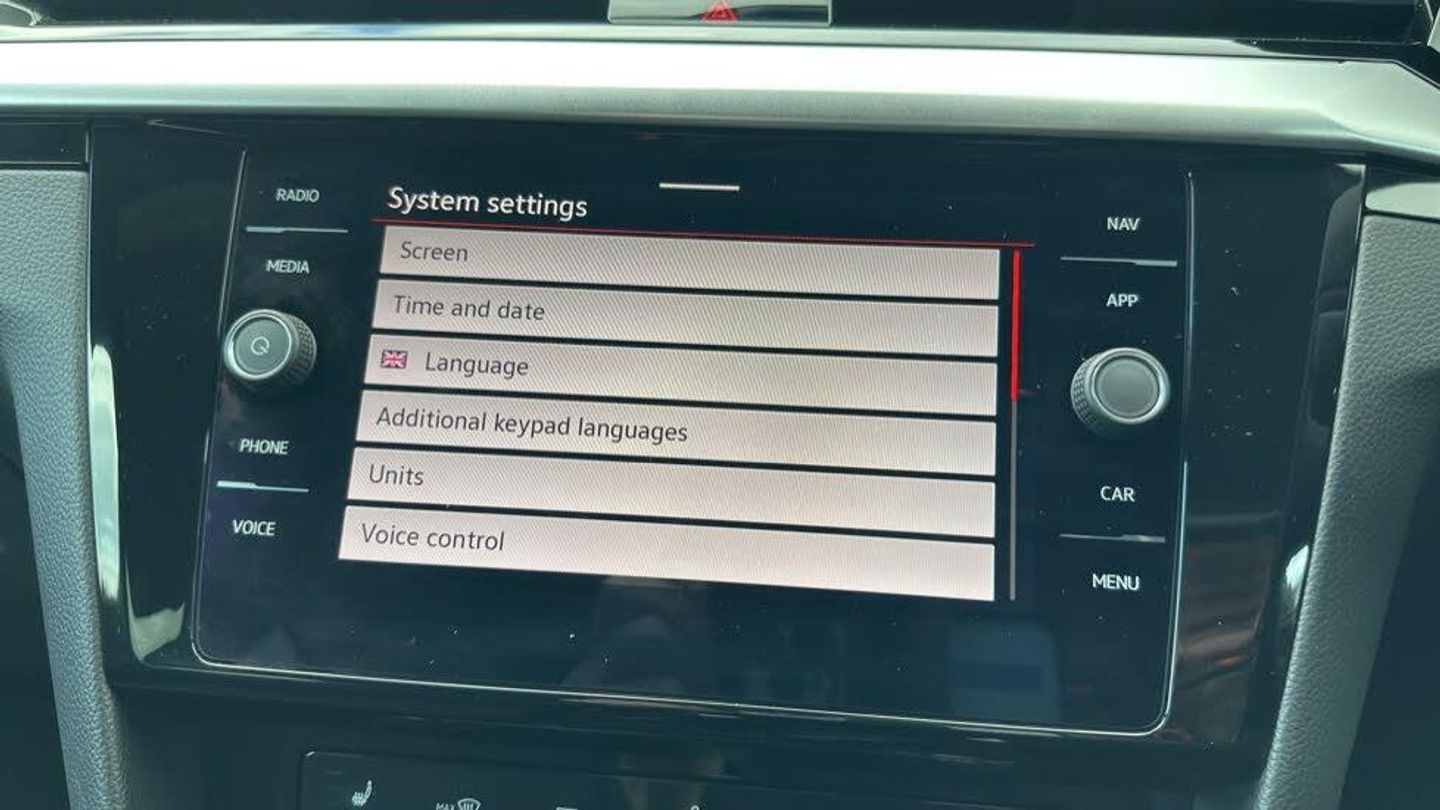 System settings
Screen
Time and date
Language
Additional keypad languages
Units
Voice control
RADIO
MEDIA
PHONE
VOICE
NAV
APP
CAR
MENU
MAX